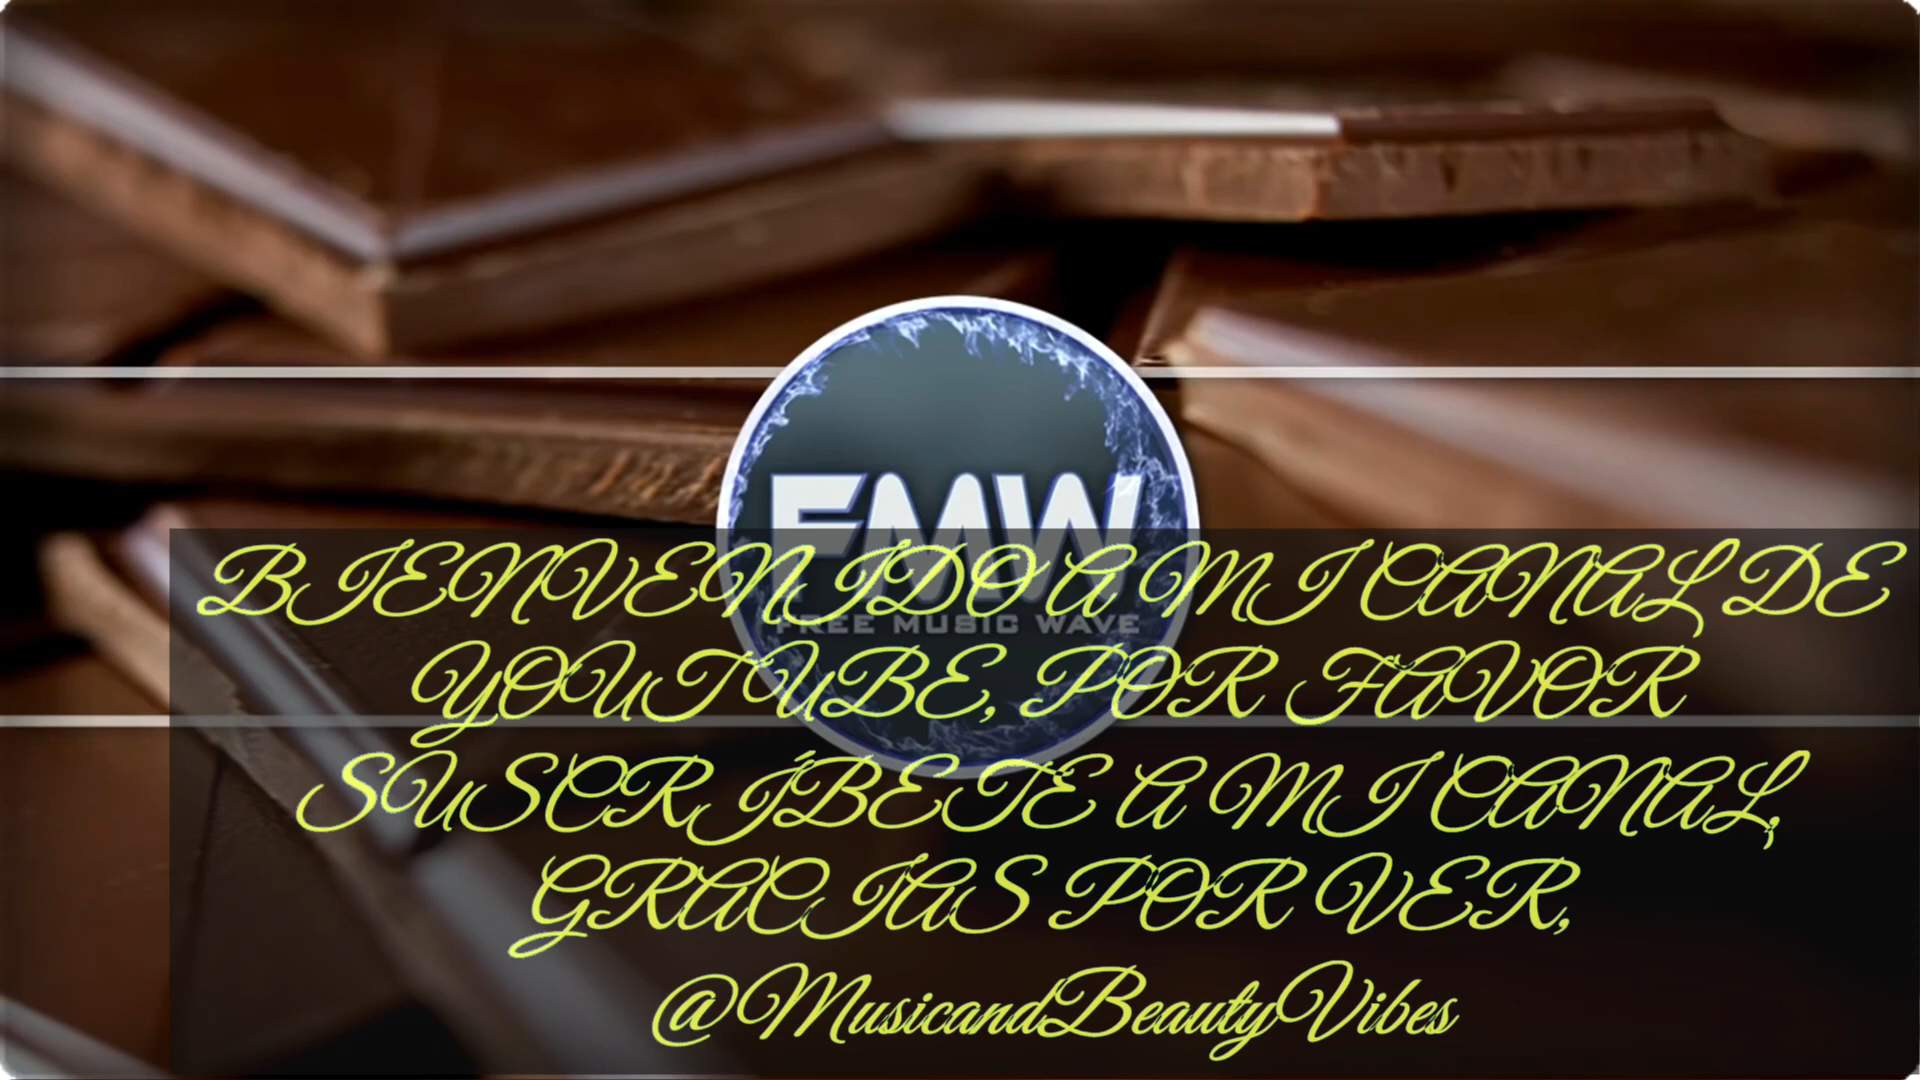 FMW
FREE MUSIC WAVE
BIENVENIDO A MI CANAL DE
YOUTUBE, POR FAVOR
SUSCRÍBETE A MI CANAL,
GRACIAS POR VER,
@MusicandBeautyVibes